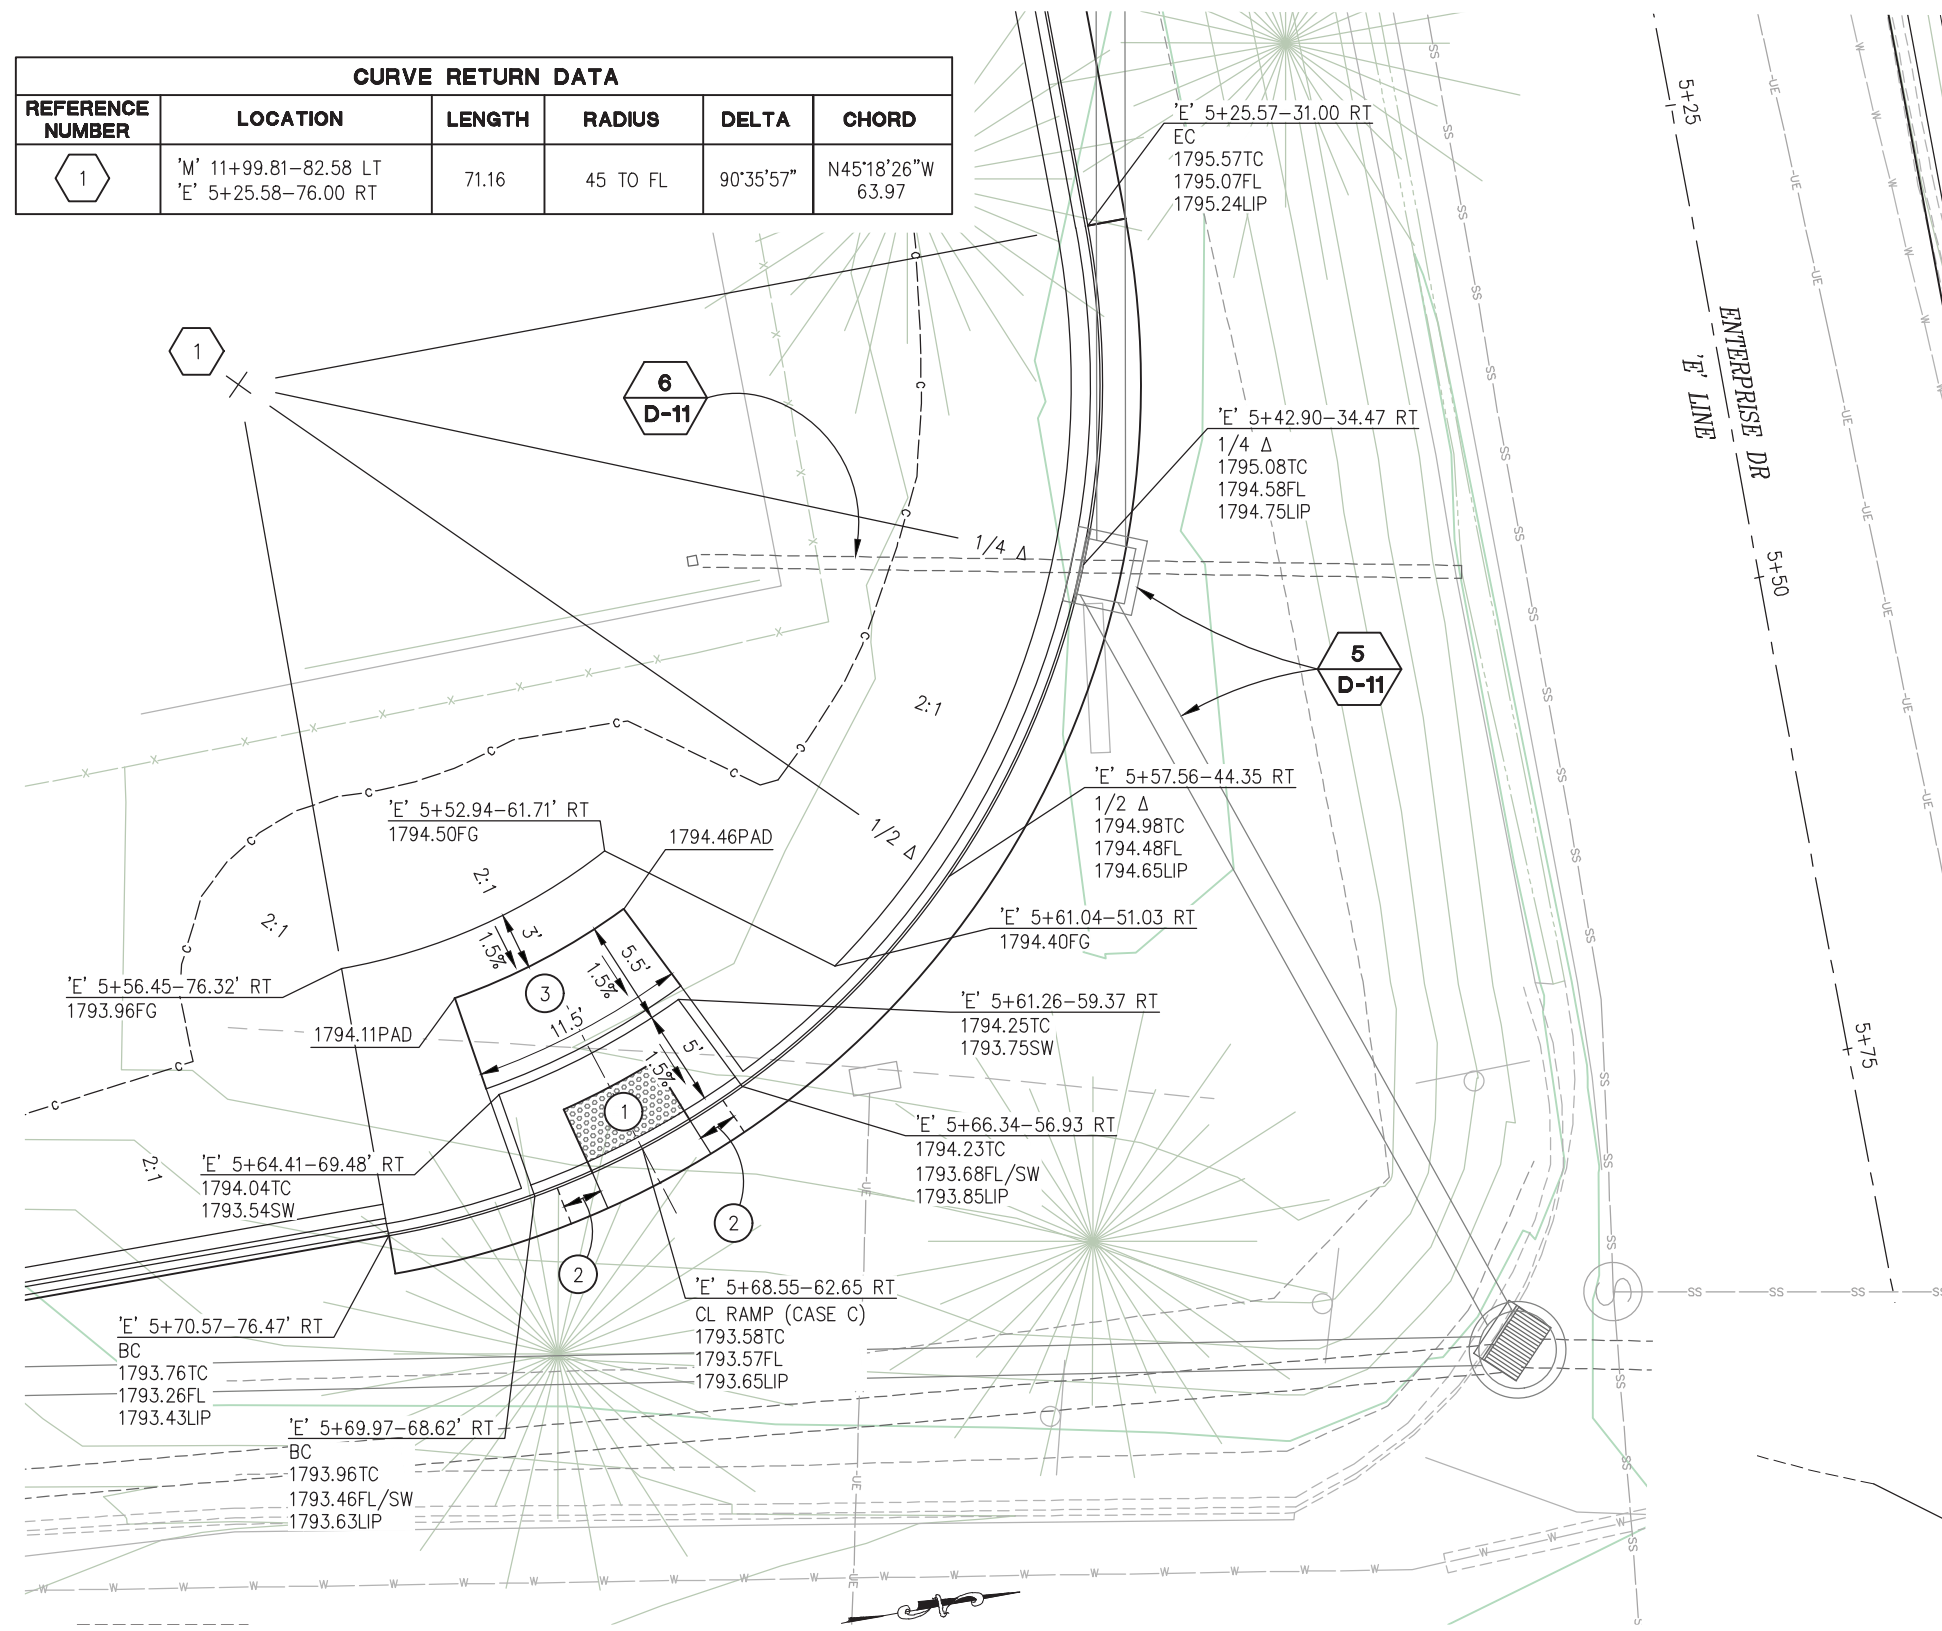 CURVE RETURN DATA
REFERENCE NUMBER LOCATION LENGTH RADIUS DELTA CHORD
1 'M' 11+99.81-82.58 LT 71.16 45 TO FL 90°35'57" N45°18'26"W
'E' 5+25.58-76.00 RT 63.97
'E' 5+25.57-31.00 RT
EC
1795.57TC
1795.07FL
1795.24LIP
5+25
ENTERPRISE DR
'E' LINE
1
6
D-11
'E' 5+42.90-34.47 RT
1/4 Δ
1795.08TC
1794.58FL
1794.75LIP
1/4 Δ
5+50
5
D-11
2:1
'E' 5+57.56-44.35 RT
1/2 Δ
1794.98TC
1794.48FL
1794.65LIP
1/2 Δ
'E' 5+52.94-61.71' RT
1794.50FG
1794.46PAD
2:1
2:1
'E' 5+61.04-51.03 RT
1794.40FG
3'
1.5%
5.5'
1.5%
3
11.5'
'E' 5+56.45-76.32' RT
1793.96FG
1794.11PAD
'E' 5+61.26-59.37 RT
1794.25TC
1793.75SW
5'
1.5%
1
5+75
'E' 5+66.34-56.93 RT
1794.23TC
1793.68FL/SW
1793.85LIP
2:1
'E' 5+64.41-69.48' RT
1794.04TC
1793.54SW
2
2
'E' 5+68.55-62.65 RT
CL RAMP (CASE C)
1793.58TC
1793.57FL
1793.65LIP
'E' 5+70.57-76.47' RT
BC
1793.76TC
1793.26FL
1793.43LIP
'E' 5+69.97-68.62' RT
BC
1793.96TC
1793.46FL/SW
1793.63LIP
C
X
SS
UE
W